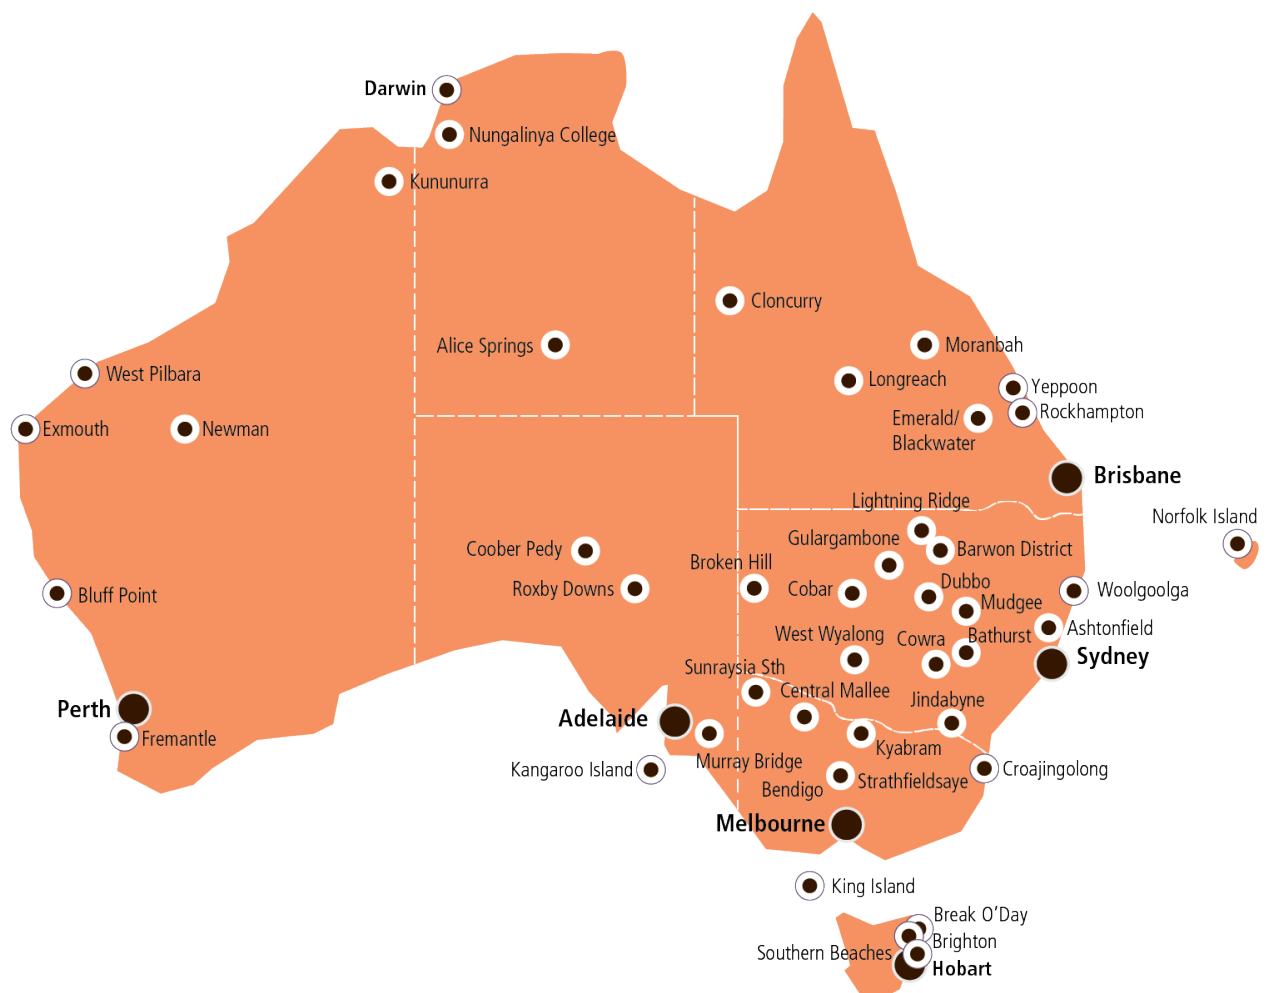 Darwin
Nungalinya College
Kununurra
Cloncurry
Alice Springs
Moranbah
West Pilbara
Longreach
Yeppoon
Rockhampton
Emerald/
Blackwater
Exmouth
Newman
Brisbane
Lightning Ridge
Norfolk Island
Gulargambone
Coober Pedy
Barwon District
Broken Hill
Roxby Downs
Cobar
Dubbo
Woolgoolga
Bluff Point
Mudgee
Ashtonfield
West Wyalong
Cowra
Bathurst
Sydney
Sunraysia Sth
Central Mallee
Jindabyne
Perth
Adelaide
Fremantle
Kyabram
Murray Bridge
Kangaroo Island
Croajingolong
Bendigo
Strathfieldsaye
Melbourne
King Island
Break O’Day
Brighton
Southern Beaches
Hobart